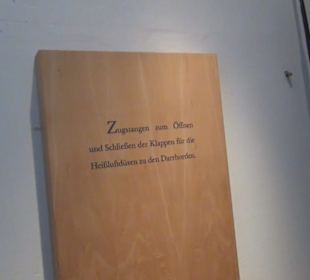 Zugstangen zum Öffnen
und Schließen der Klappen für die
Heißluftdüsen zu den Darrhorden.